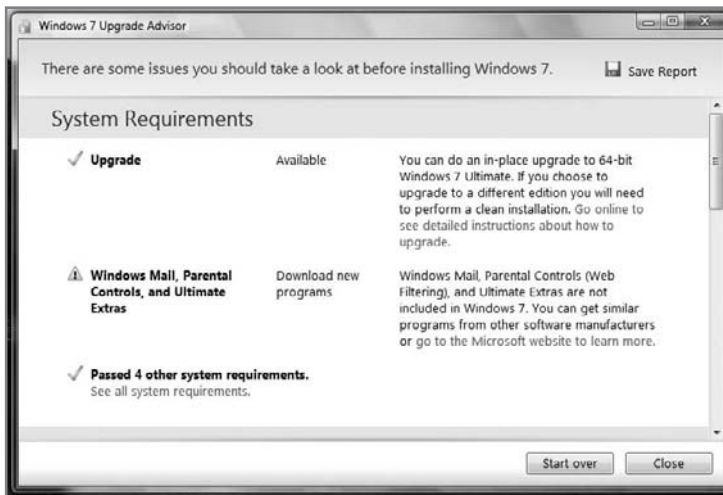 Windows 7 Upgrade Advisor
There are some issues you should take a look at before installing Windows 7.
Save Report
System Requirements
Upgrade
Available
You can do an in-place upgrade to 64-bit
Windows 7 Ultimate. If you choose to
upgrade to a different edition you will need
to perform a clean installation. Go online to
see detailed instructions about how to
upgrade.
Windows Mail, Parental
Controls, and Ultimate
Extras
Download new
programs
Windows Mail, Parental Controls (Web
Filtering), and Ultimate Extras are not
included in Windows 7. You can get similar
programs from other software manufacturers
or go to the Microsoft website to learn more.
Passed 4 other system requirements.
See all system requirements.
Start over
Close